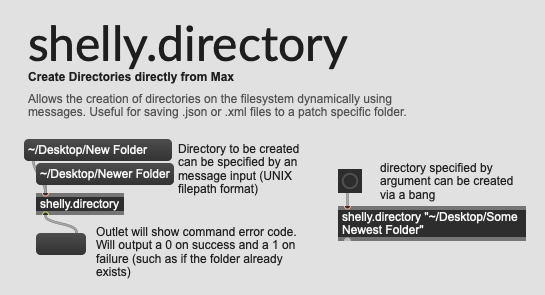 shelly.directory
Create Directories directly from Max
Allows the creation of directories on the filesystem dynamically using
messages. Useful for saving .json or .xml files to a patch specific folder.
~/Desktop/New Folder
~/Desktop/Newer Folder
shelly.directory
Directory to be created
can be specified by an
message input (UNIX
filepath format)
Outlet will show command error code.
Will output a 0 on success and a 1 on
failure (such as if the folder already
exists)
directory specified by
argument can be created
via a bang
shelly.directory "~/Desktop/Some
Newest Folder"